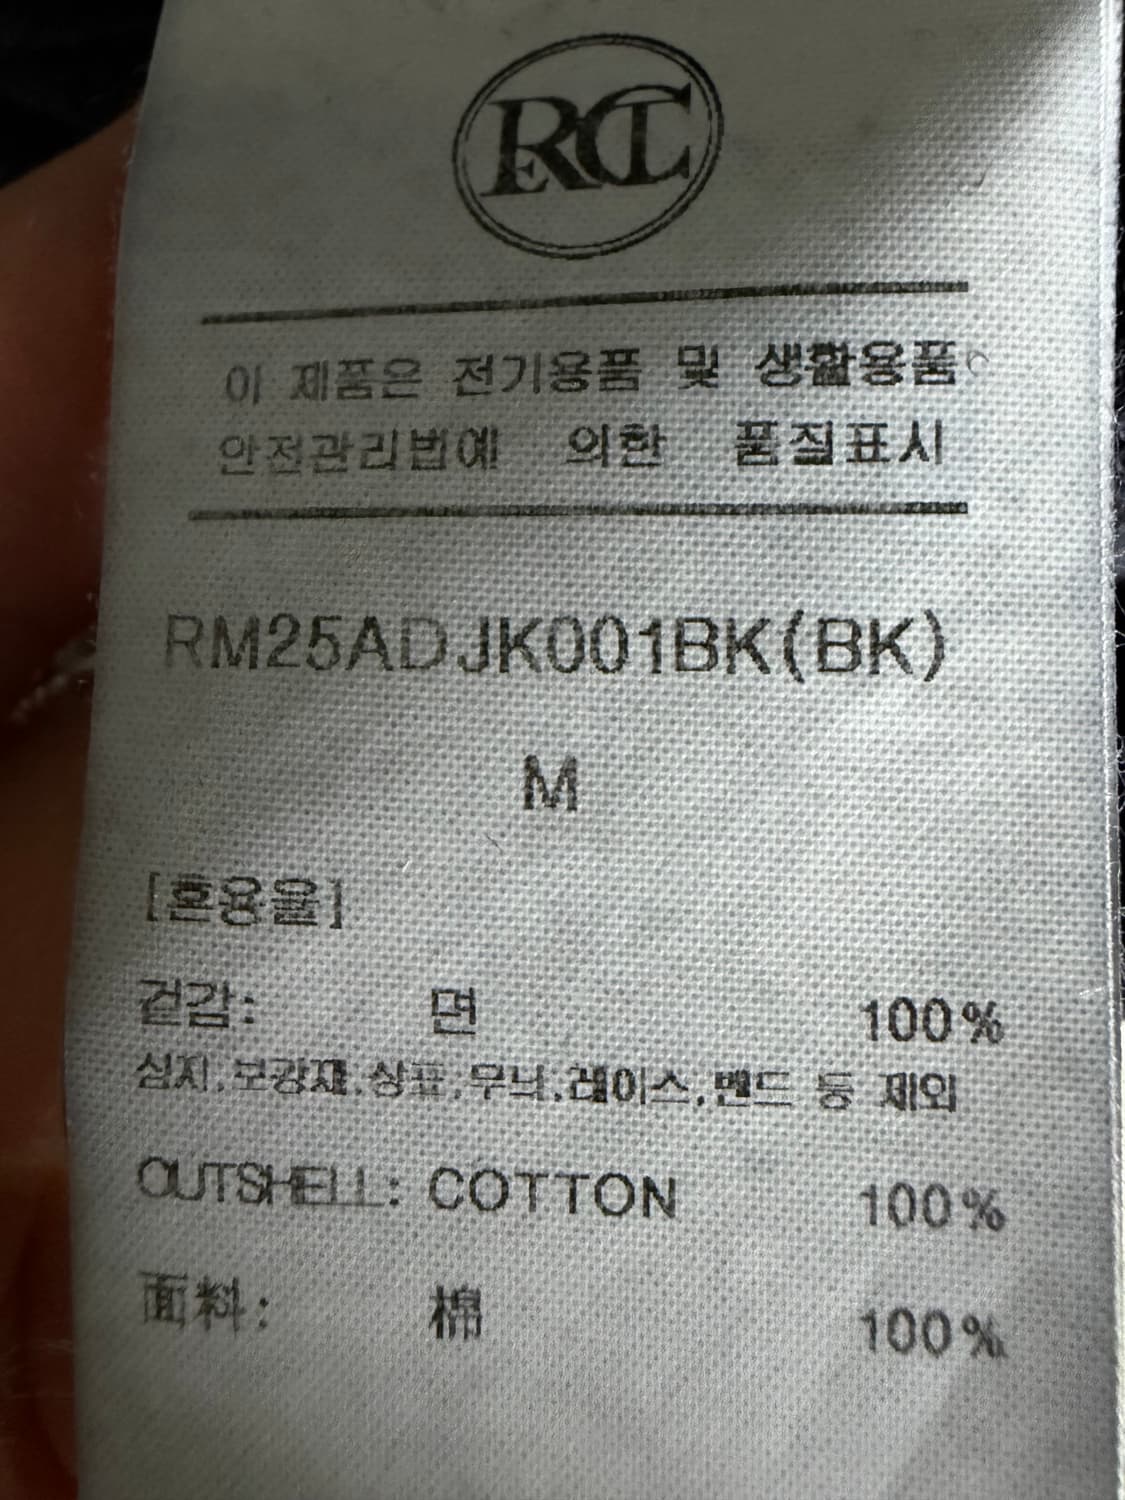 RECT
이 제품은 전기용품 및 생활용품
안전관리법에 의한 품질표시
RM25ADJK001BK(BK)
M
[혼용율]
겉감: 면 100%
심지,보강재,상표,무늬,레이스,밴드 등 제외
OUTSHELL: COTTON 100%
面料: 棉 100%